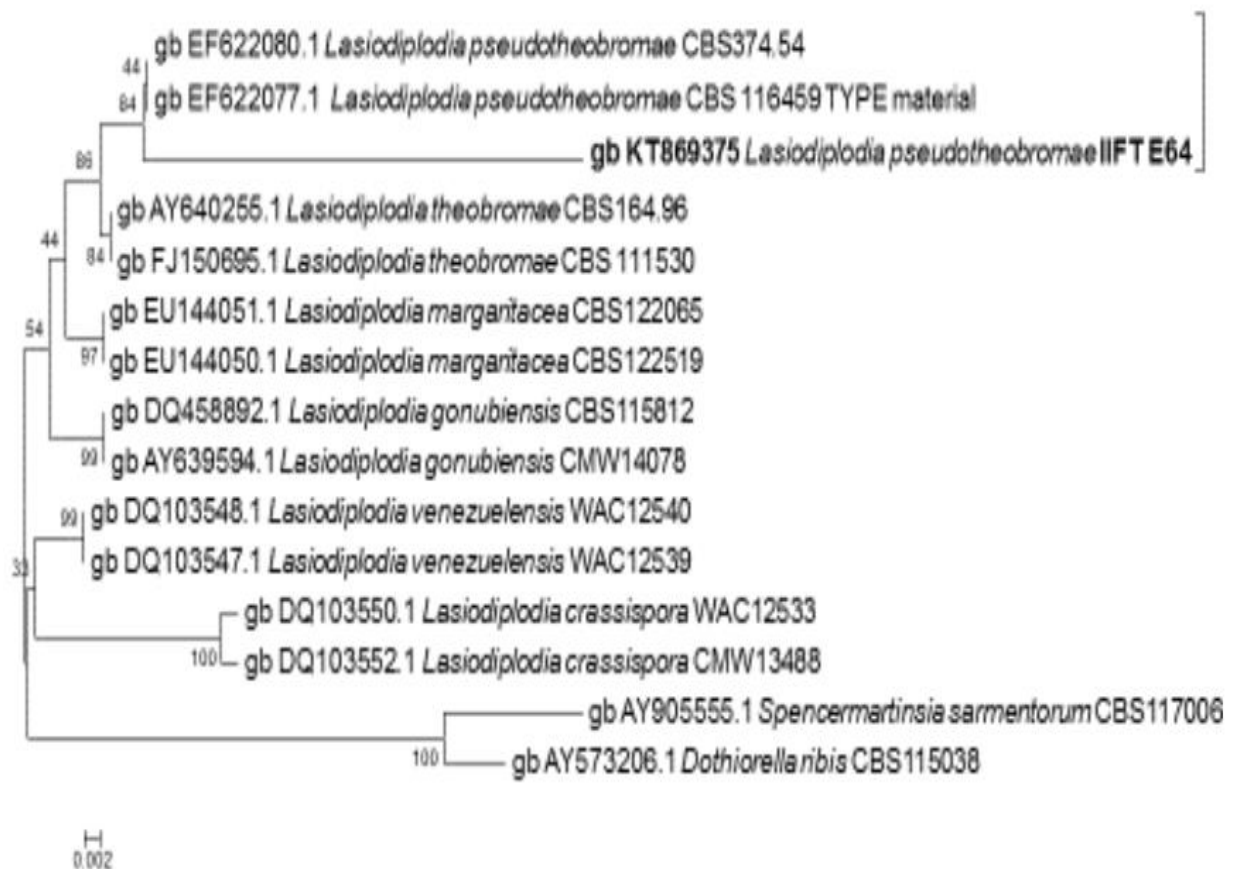 gb EF622080.1 Lasiodiplodia pseudotheobromae CBS374.54
44
84
gb EF622077.1 Lasiodiplodia pseudotheobromae CBS 116459 TYPE material
gb KT869375 Lasiodiplodia pseudotheobromae IIFT E64
86
gb AY640255.1 Lasiodiplodia theobromae CBS164.96
44
84
gb FJ150695.1 Lasiodiplodia theobromae CBS 111530
gb EU144051.1 Lasiodiplodia margaritacea CBS122065
54
97
gb EU144050.1 Lasiodiplodia margaritacea CBS122519
gb DQ458892.1 Lasiodiplodia gonubiensis CBS115812
99
gb AY639594.1 Lasiodiplodia gonubiensis CMW14078
99
gb DQ103548.1 Lasiodiplodia venezuelensis WAC12540
gb DQ103547.1 Lasiodiplodia venezuelensis WAC12539
gb DQ103550.1 Lasiodiplodia crassispora WAC12533
100
gb DQ103552.1 Lasiodiplodia crassispora CMW13488
gb AY905555.1 Spencermartinsia sarmentorum CBS117006
100
gb AY573206.1 Dothiorella ribis CBS115038
0.002